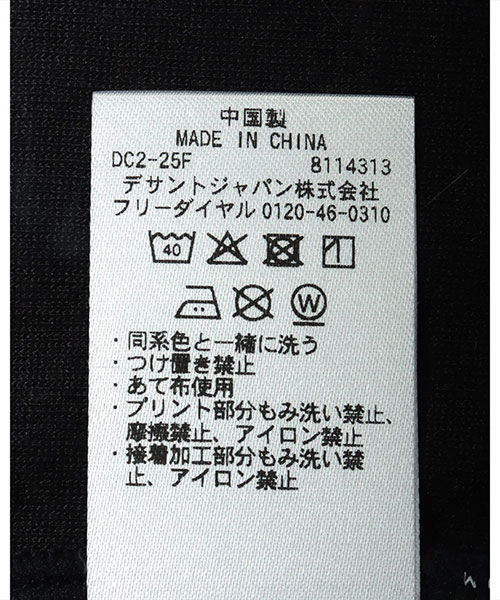 中国製
MADE IN CHINA
DC2-25F 8114313
デサントジャパン株式会社
フリーダイヤル 0120-46-0310
40
W
・同系色と一緒に洗う
・つけ置き禁止
・あて布使用
・プリント部分もみ洗い禁止、
摩擦禁止、アイロン禁止
・接着加工部分もみ洗い禁
止、アイロン禁止